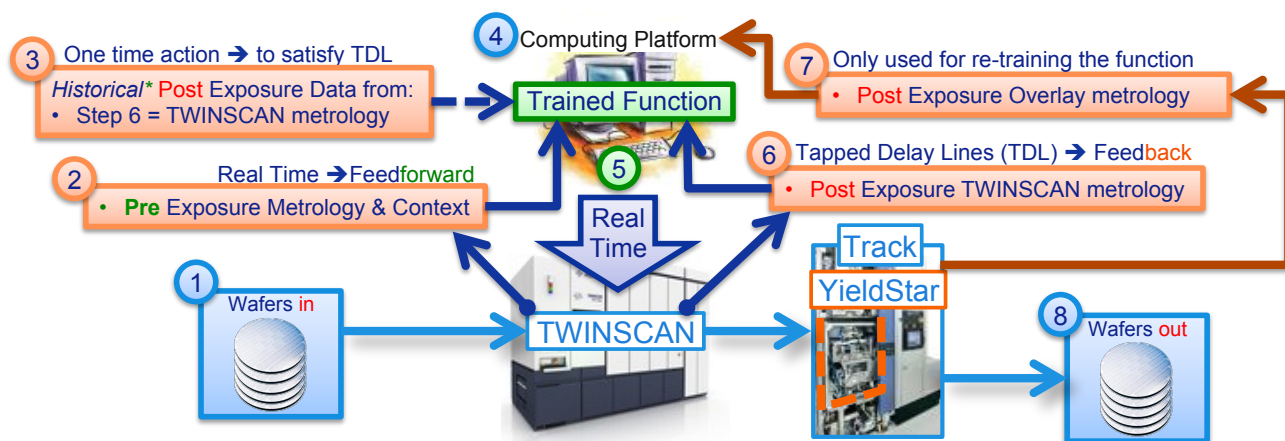 3
One time action ➔ to satisfy TDL
Historical* Post Exposure Data from:
• Step 6 = TWINSCAN metrology
4
Computing Platform
Trained Function
7
Only used for re-training the function
• Post Exposure Overlay metrology
2
Real Time ➔Feedforward
• Pre Exposure Metrology & Context
5
Real
Time
6
Tapped Delay Lines (TDL) ➔ Feedback
• Post Exposure TWINSCAN metrology
1
Wafers in
TWINSCAN
Track
YieldStar
8
Wafers out